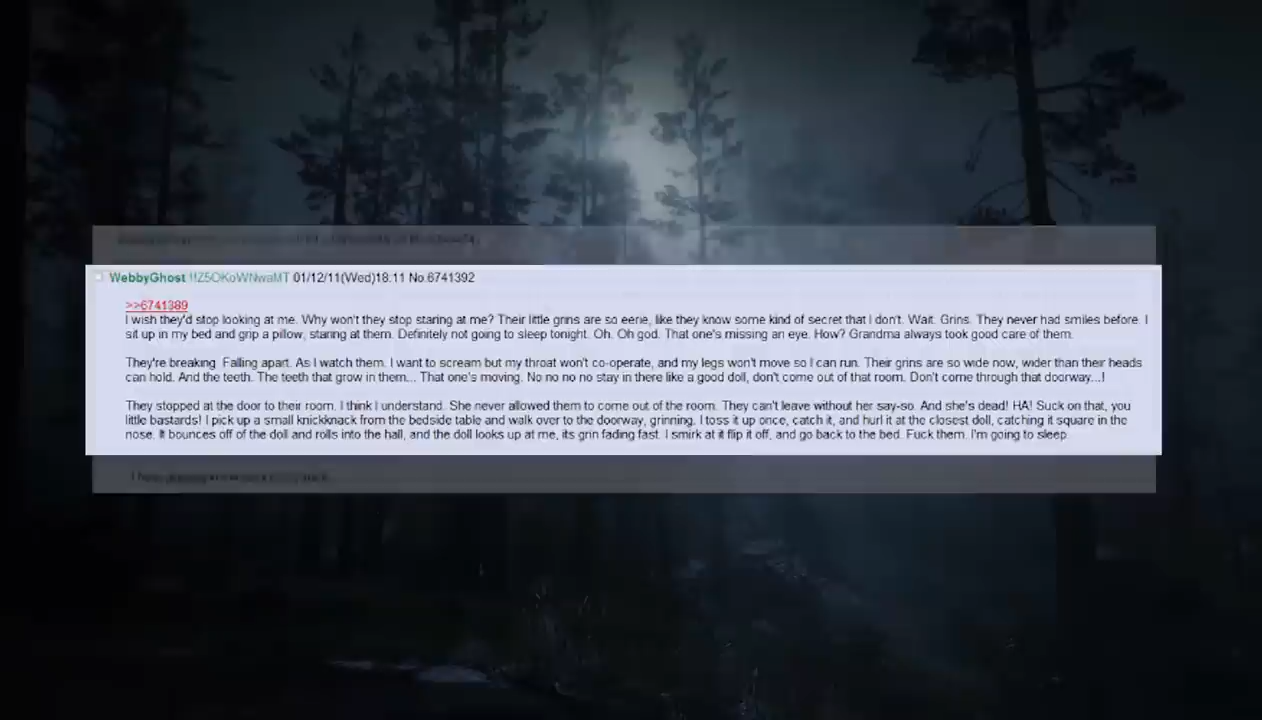 WebbyGhost !!Z5OKoWNwaMT 01/12/11(Wed)18:11 No.6741392
>>6741389
I wish they'd stop looking at me. Why won't they stop staring at me? Their little grins are so eerie, like they know some kind of secret that I don't. Wait. Grins. They never had smiles before. I
sit up in my bed and grip a pillow, staring at them. Definitely not going to sleep tonight. Oh. Oh god. That one's missing an eye. How? Grandma always took good care of them.
They're breaking. Falling apart. As I watch them. I want to scream but my throat won't co-operate, and my legs won't move so I can run. Their grins are so wide now, wider than their heads
can hold. And the teeth. The teeth that grow in them... That one's moving. No no no no stay in there like a good doll, don't come out of that room. Don't come through that doorway...!
They stopped at the door to their room. I think I understand. She never allowed them to come out of the room. They can't leave without her say-so. And she's dead! HA! Suck on that, you
little bastards! I pick up a small knickknack from the bedside table and walk over to the doorway, grinning. I toss it up once, catch it, and hurl it at the closest doll, catching it square in the
nose. It bounces off of the doll and rolls into the hall, and the doll looks up at me, its grin fading fast. I smirk at it flip it off, and go back to the bed. Fuck them. I'm going to sleep